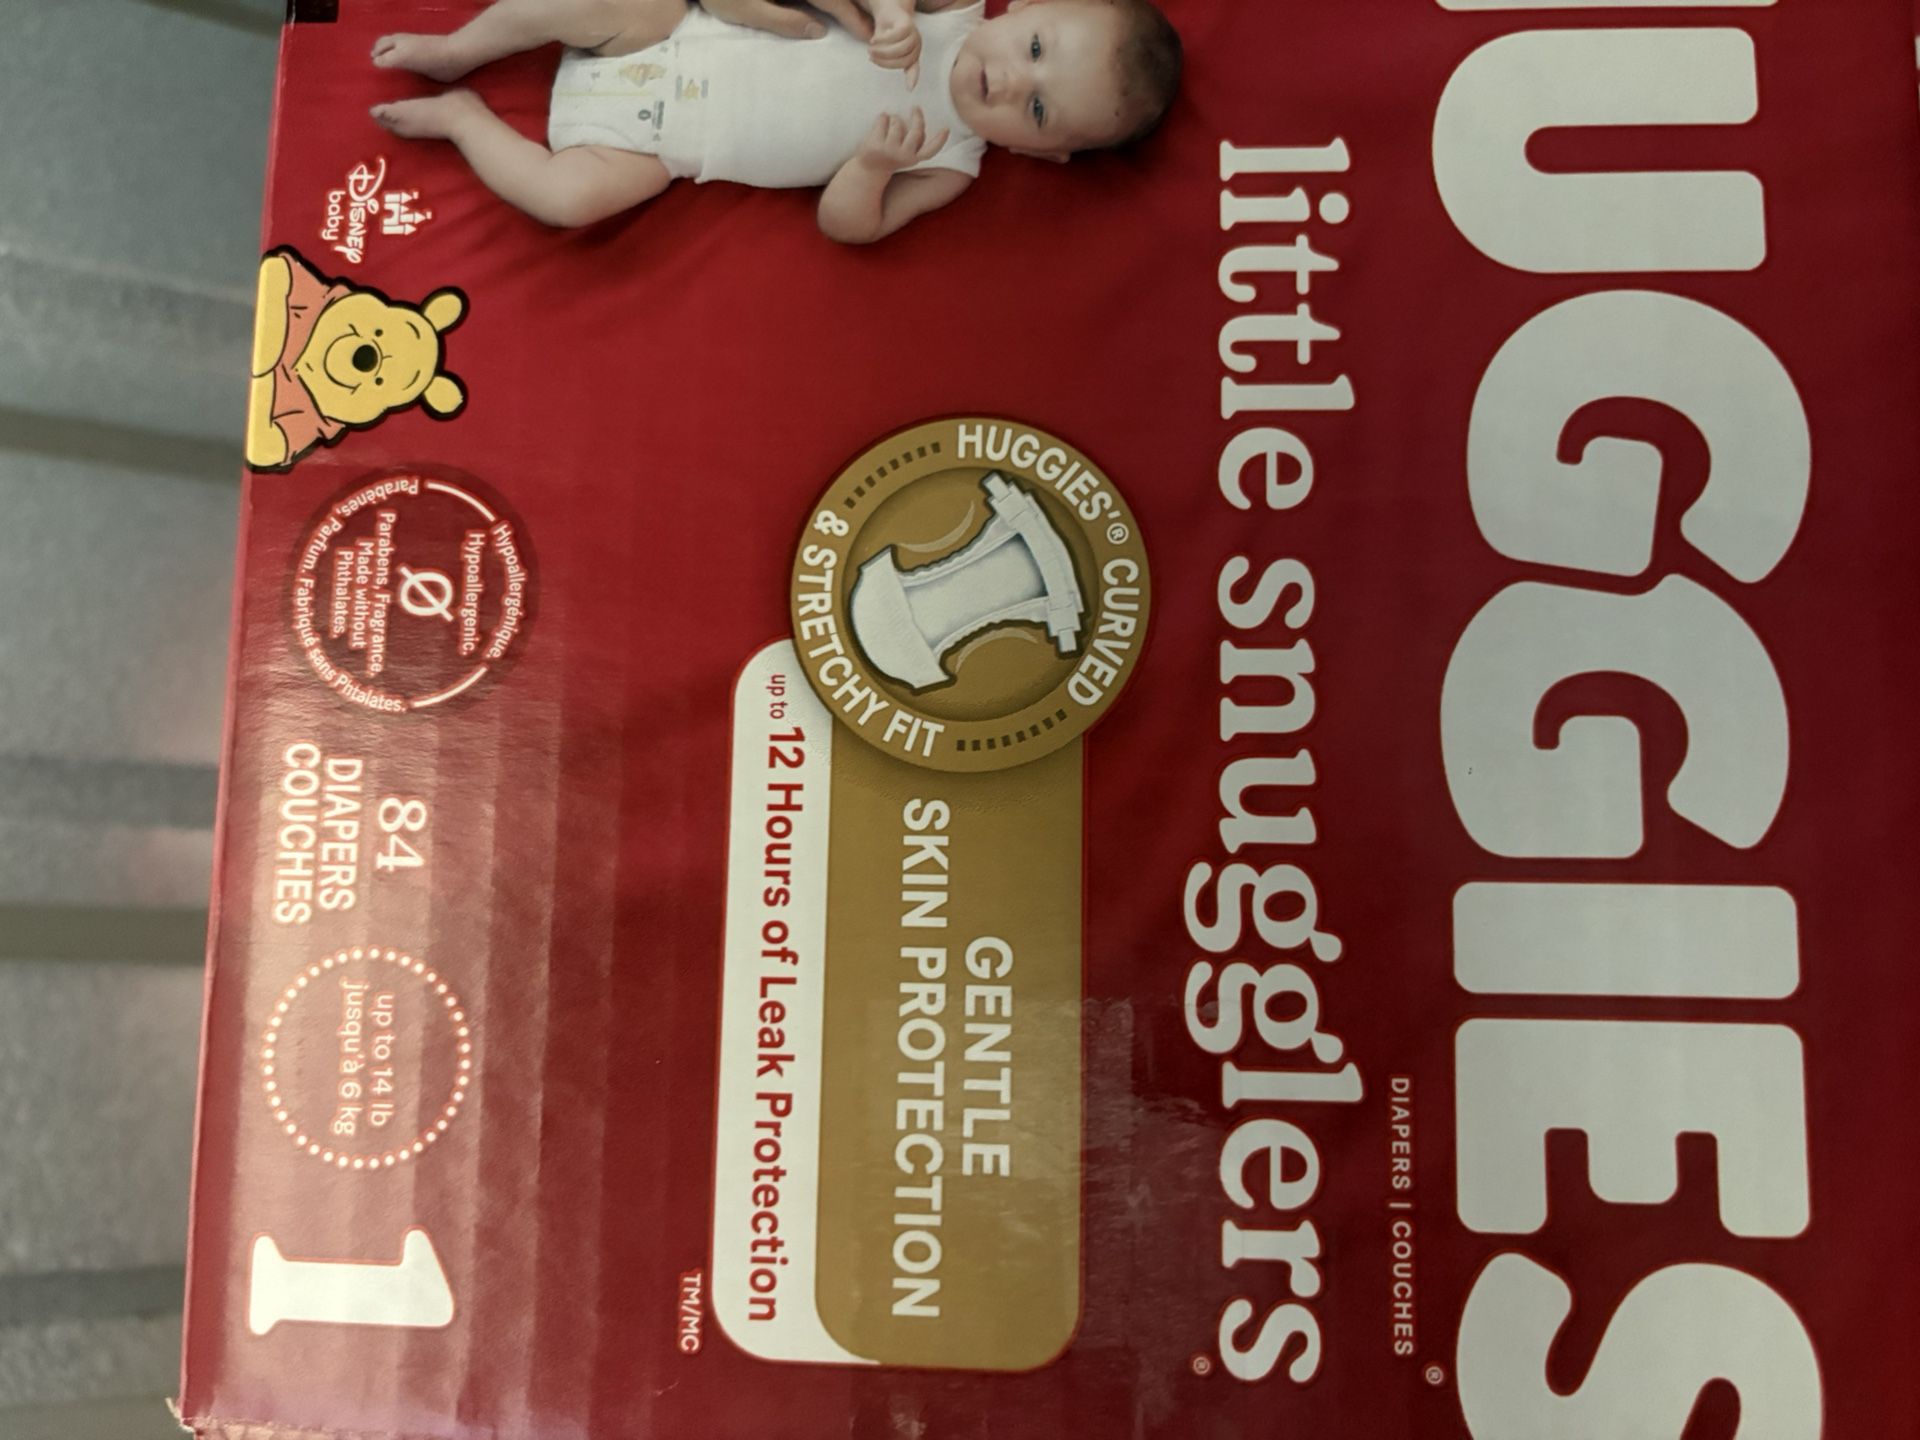 UGGIES
®
DIAPERS | COUCHES
little snugglers
®
HUGGIES'® CURVED
& STRETCHY FIT
GENTLE
SKIN PROTECTION
up to 12 Hours of Leak Protection
TM/MC
Disney
baby
Hypoallergénique.
Hypoallergenic.
Ø
Parabens, Fragrance,
Made without
Phthalates.
Parabènes, Parfum. Fabriqué sans Phtalates.
84
DIAPERS
COUCHES
up to 14 lb
jusqu'à 6 kg
1